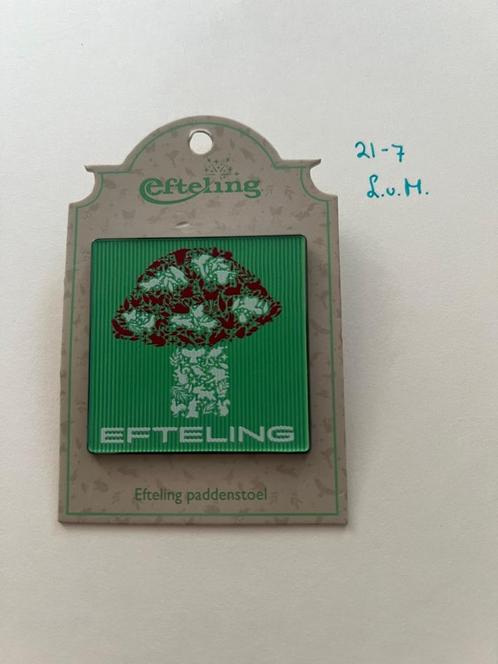 efteling
21-7
L.v.M.
EFTELING
Efteling paddenstoel